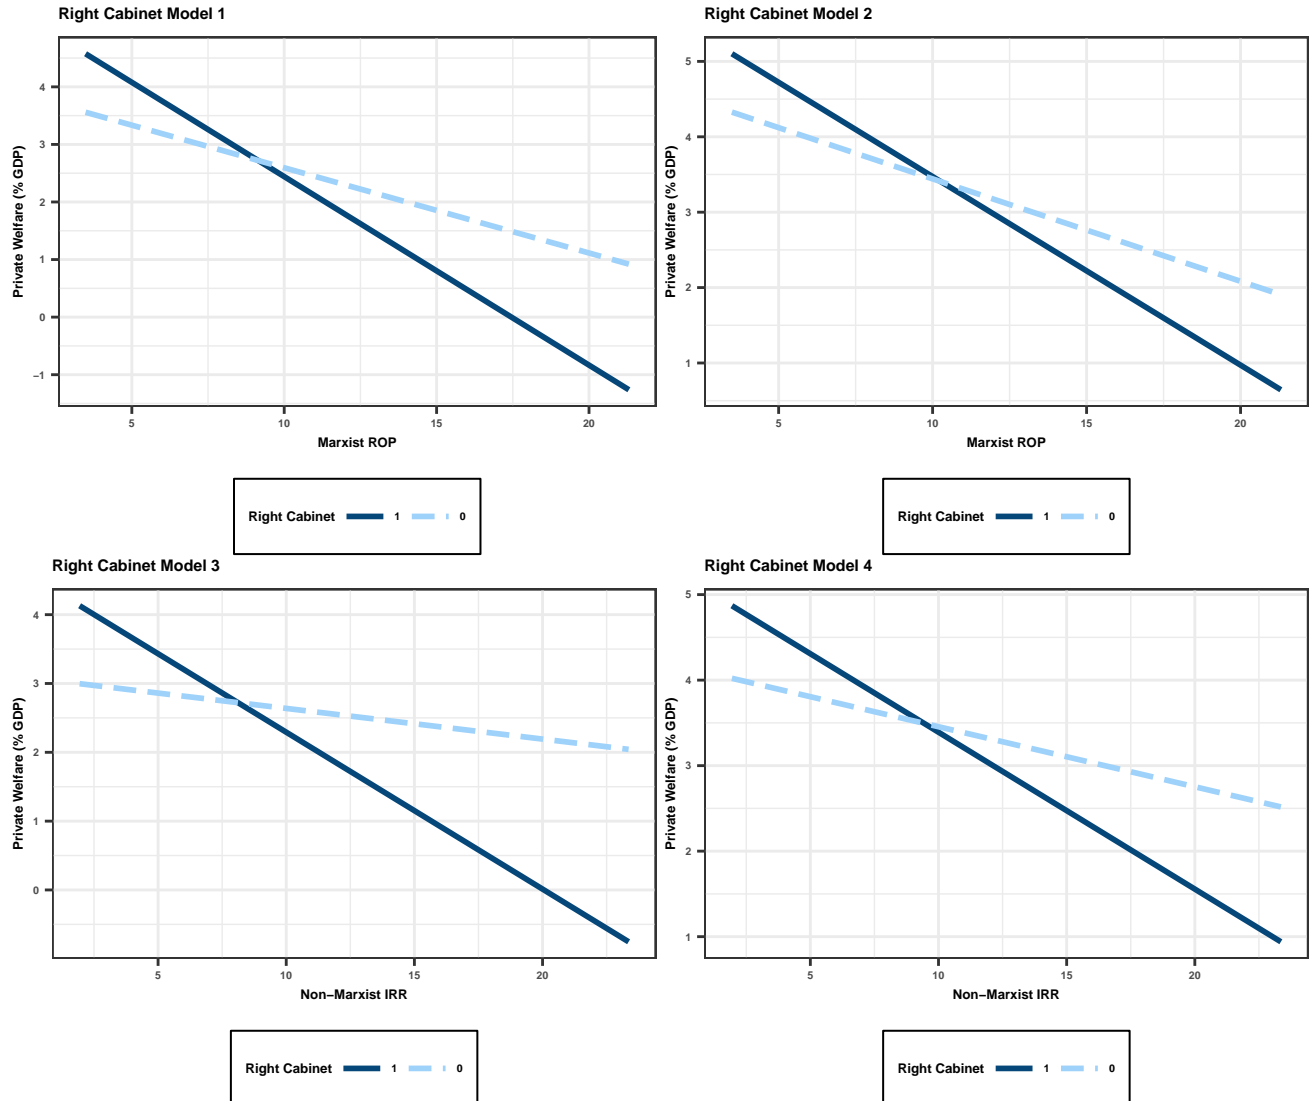 Right Cabinet Model 1
Private Welfare (% GDP)
4
3
2
1
0
−1
5 10 15 20
Marxist ROP
Right Cabinet 1 0
Right Cabinet Model 2
Private Welfare (% GDP)
5
4
3
2
1
5 10 15 20
Marxist ROP
Right Cabinet 1 0
Right Cabinet Model 3
Private Welfare (% GDP)
4
3
2
1
0
5 10 15 20
Non−Marxist IRR
Right Cabinet 1 0
Right Cabinet Model 4
Private Welfare (% GDP)
5
4
3
2
1
5 10 15 20
Non−Marxist IRR
Right Cabinet 1 0